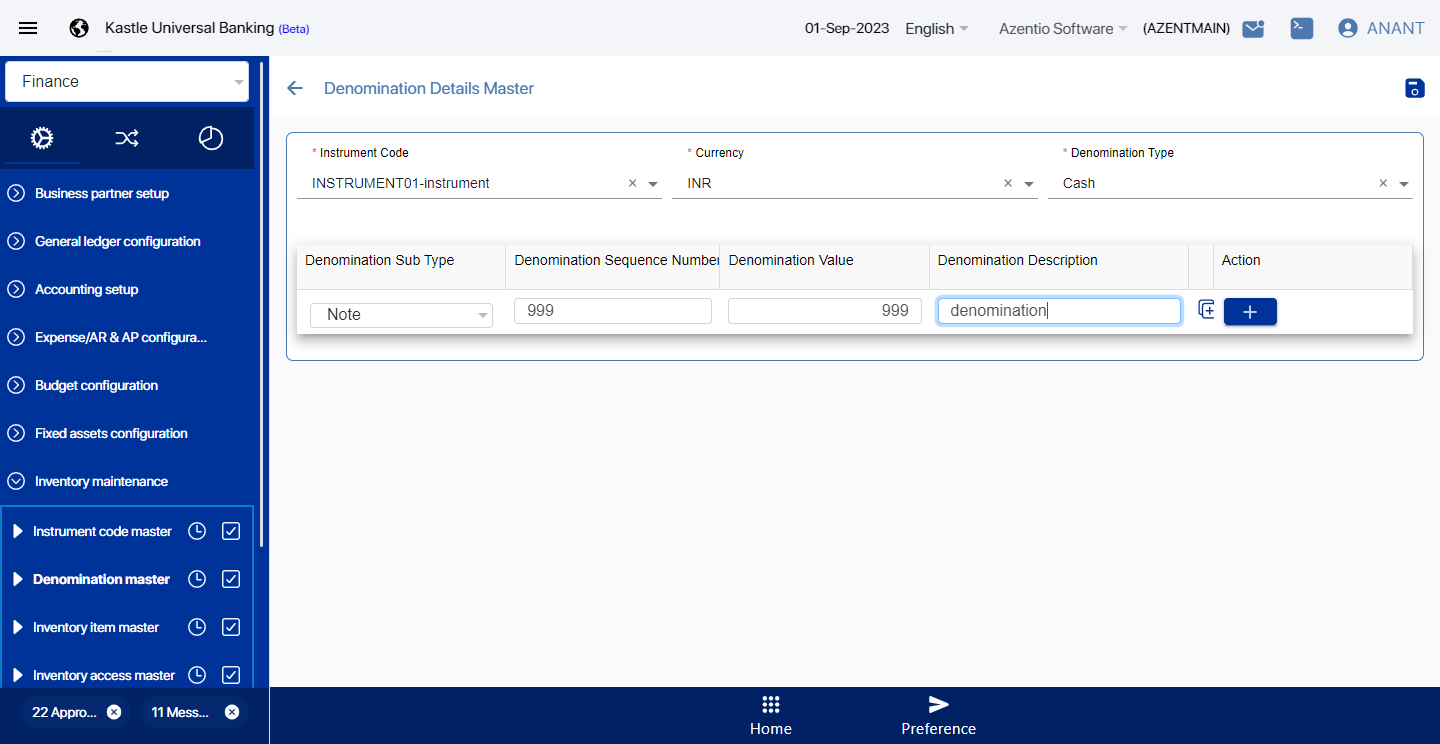 Kastle Universal Banking (Beta)
01-Sep-2023 English Azentio Software (AZENTMAIN) ANANT
Finance
Denomination Details Master
* Instrument Code * Currency * Denomination Type
INSTRUMENT01-instrument × INR × Cash ×
Business partner setup
General ledger configuration
Accounting setup
Expense/AR & AP configura...
Budget configuration
Fixed assets configuration
Inventory maintenance
Instrument code master
Denomination master
Inventory item master
Inventory access master
Denomination Sub Type Denomination Sequence Number Denomination Value Denomination Description Action
Note 999 999 denomination +
22 Appro... 11 Mess...
Home Preference